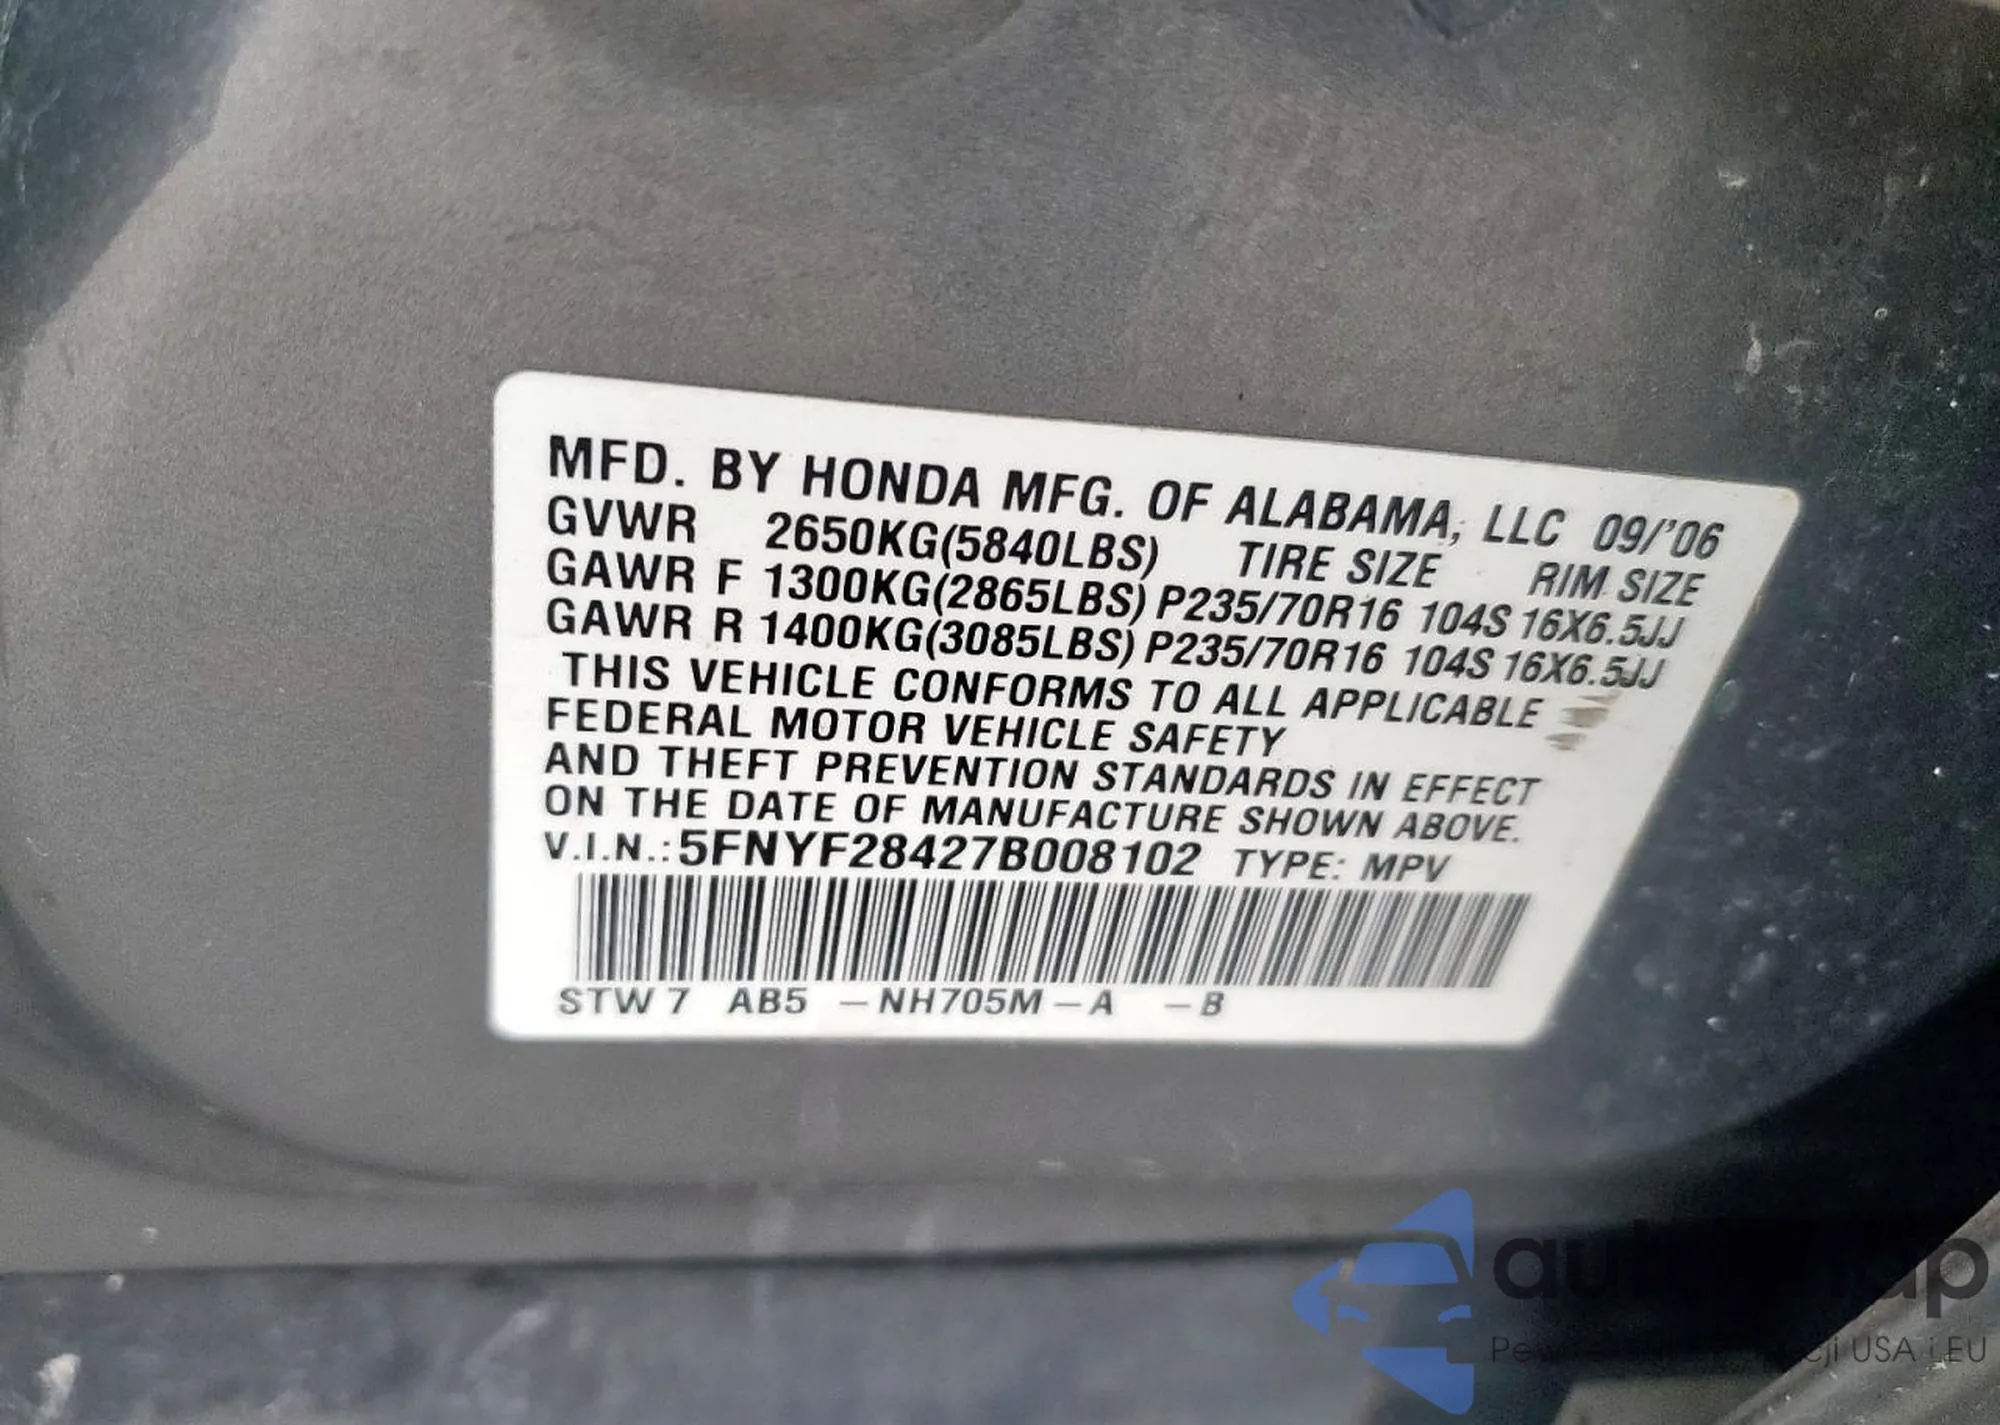 MFD. BY HONDA MFG. OF ALABAMA, LLC 09/'06
GVWR 2650KG(5840LBS) TIRE SIZE RIM SIZE
GAWR F 1300KG(2865LBS) P235/70R16 104S 16X6.5JJ
GAWR R 1400KG(3085LBS) P235/70R16 104S 16X6.5JJ
THIS VEHICLE CONFORMS TO ALL APPLICABLE
FEDERAL MOTOR VEHICLE SAFETY
AND THEFT PREVENTION STANDARDS IN EFFECT
ON THE DATE OF MANUFACTURE SHOWN ABOVE.
V.I.N.: 5FNYF28427B008102 TYPE: MPV
STW 7 AB5 –NH705M–A –B
USA i EU